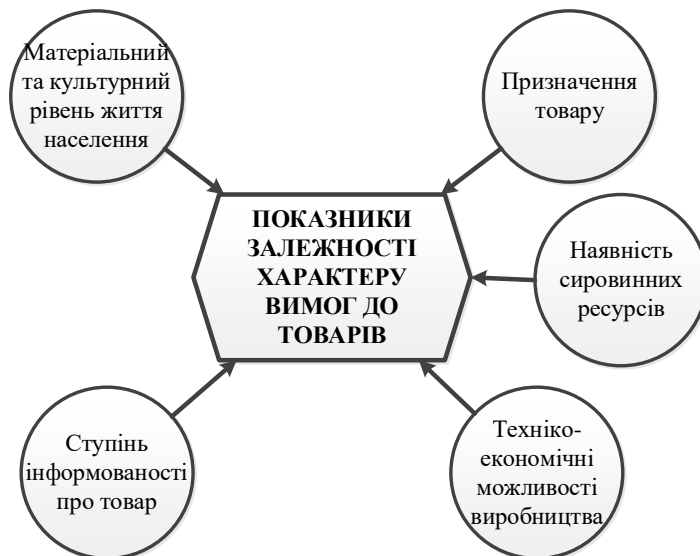 Матеріальний
та культурний
рівень життя
населення
Призначення
товару
ПОКАЗНИКИ
ЗАЛЕЖНОСТІ
ХАРАКТЕРУ
ВИМОГ ДО
ТОВАРІВ
Наявність
сировинних
ресурсів
Ступінь
інформованості
про товар
Техніко-
економічні
можливості
виробництва